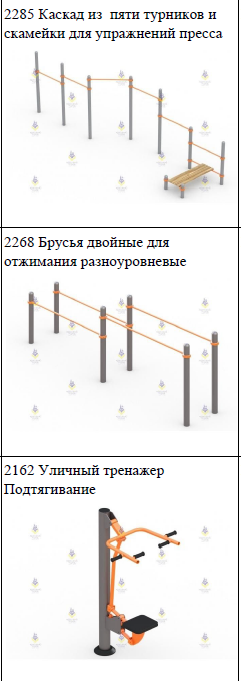 2285 Каскад из пяти турников и
скамейки для упражнений пресса
2268 Брусья двойные для
отжимания разноуровневые
2162 Уличный тренажер
Подтягивание